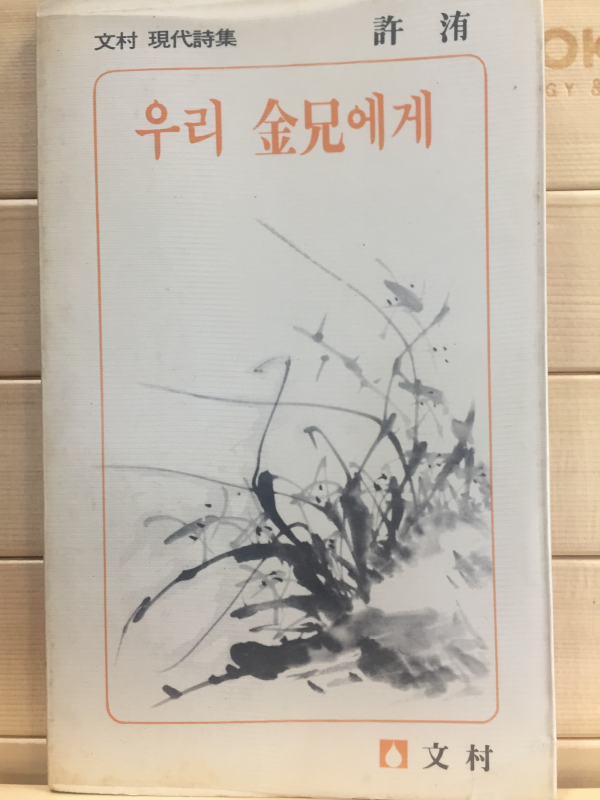 文村 現代詩集
許 洧
우리 金兄에게
文村